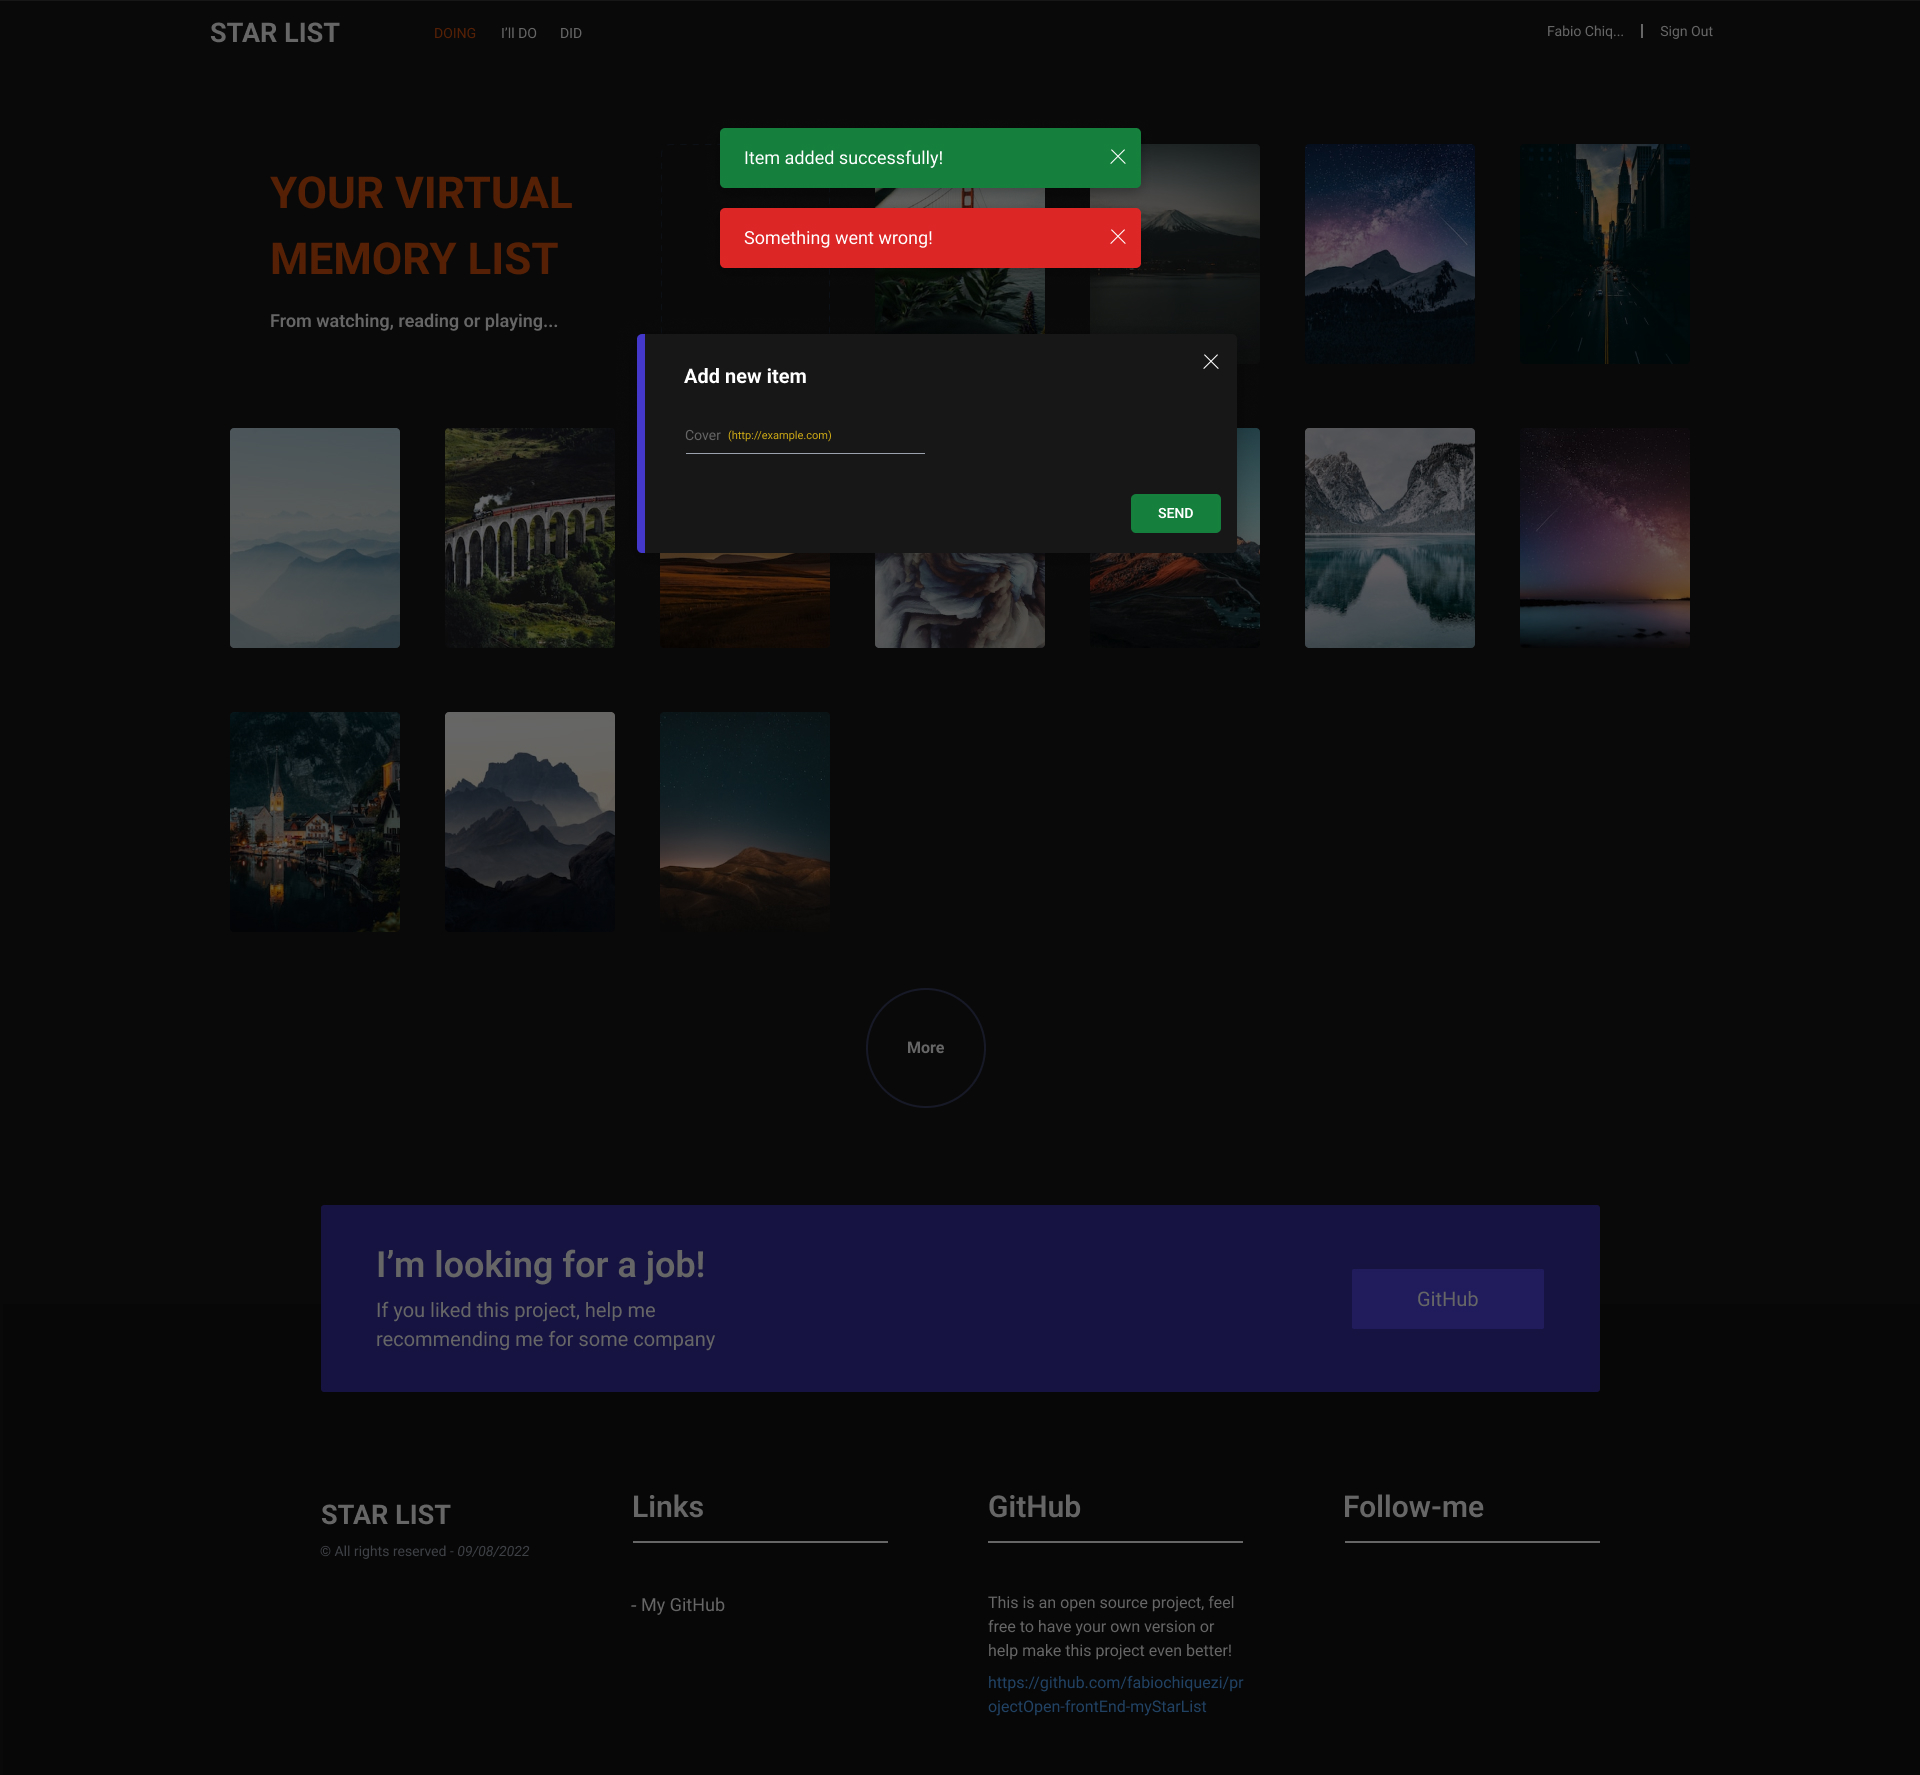 STAR LIST
DOING
I'll DO
DID
Fabio Chiq...
Sign Out
Item added successfully!
Something went wrong!
YOUR VIRTUAL
MEMORY LIST
From watching, reading or playing...
Add new item
Cover (http://example.com)
SEND
More
I'm looking for a job!
If you liked this project, help me
recommending me for some company
GitHub
STAR LIST
© All rights reserved - 09/08/2022
Links
- My GitHub
GitHub
This is an open source project, feel
free to have your own version or
help make this project even better!
https://github.com/fabiochiquezi/pr
ojectOpen-frontEnd-myStarList
Follow-me